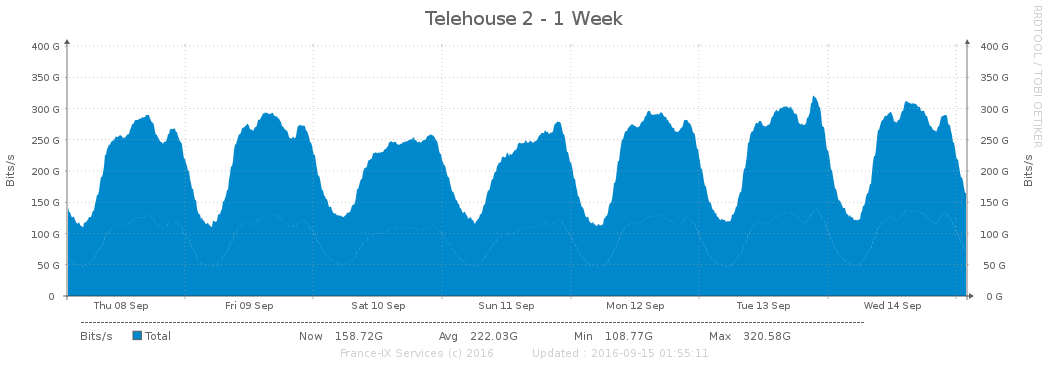 Telehouse 2 - 1 Week
RRDTOOL / TOBI OETIKER
400 G 400 G
350 G 350 G
300 G 300 G
250 G 250 G
200 G 200 G
150 G 150 G
100 G 100 G
50 G 50 G
0 0 G
Bits/s
Bits/s
Thu 08 Sep Fri 09 Sep Sat 10 Sep Sun 11 Sep Mon 12 Sep Tue 13 Sep Wed 14 Sep
Bits/s Total Now 158.72G Avg 222.03G Min 108.77G Max 320.58G
France-IX Services (c) 2016 Updated : 2016-09-15 01:55:11